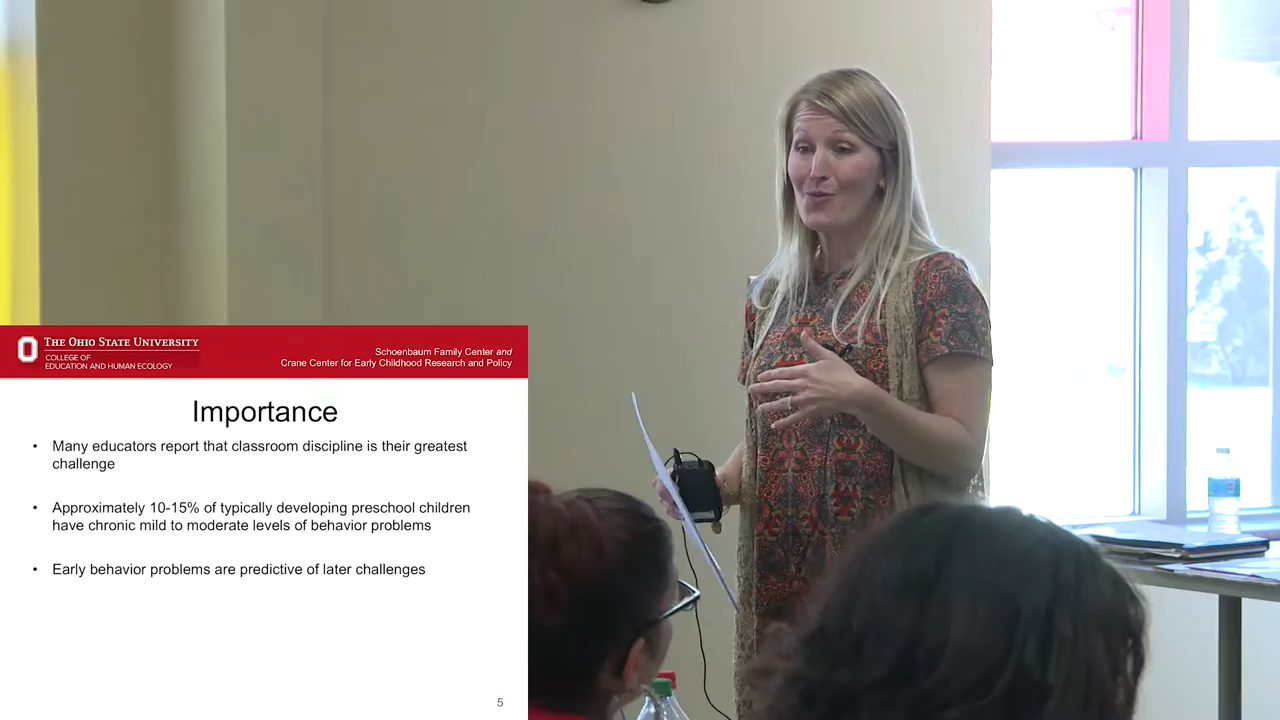 THE OHIO STATE UNIVERSITY
COLLEGE OF
EDUCATION AND HUMAN ECOLOGY
Schoenbaum Family Center and
Crane Center for Early Childhood Research and Policy
Importance
• Many educators report that classroom discipline is their greatest
challenge
• Approximately 10-15% of typically developing preschool children
have chronic mild to moderate levels of behavior problems
• Early behavior problems are predictive of later challenges
5